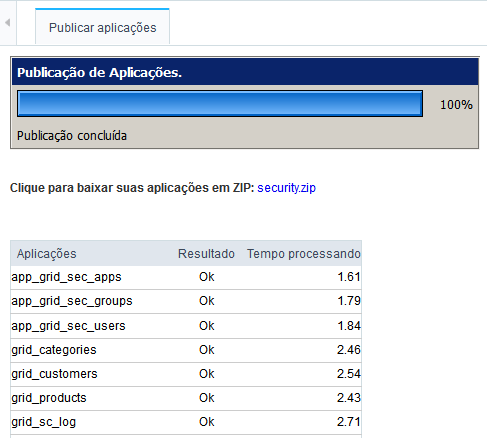 Publicar aplicações
Publicação de Aplicações.
100%
Publicação concluída
Clique para baixar suas aplicações em ZIP: security.zip
Aplicações Resultado Tempo processando
app_grid_sec_apps Ok 1.61
app_grid_sec_groups Ok 1.79
app_grid_sec_users Ok 1.84
grid_categories Ok 2.46
grid_customers Ok 2.54
grid_products Ok 2.43
grid_sc_log Ok 2.71